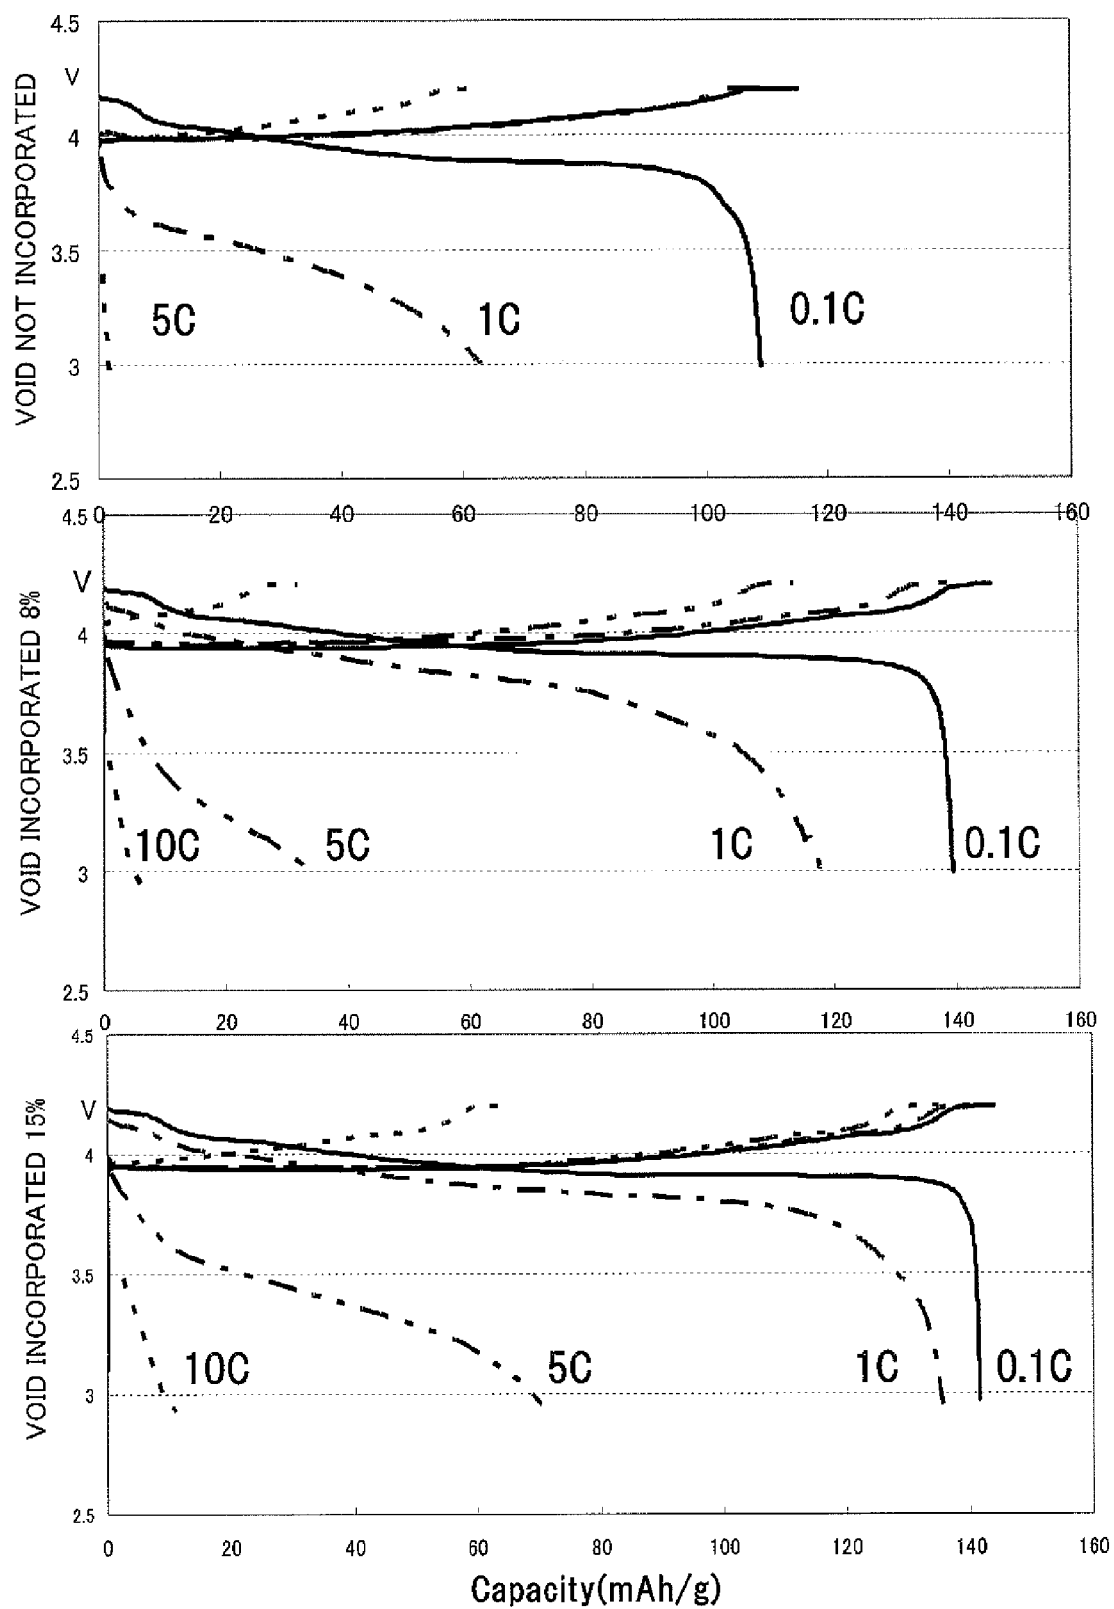 4.5
V
4
3.5
3
2.5
VOID NOT INCORPORATED
5C
1C
0.1C
0 20 40 60 80 100 120 140 160
4.5
V
4
3.5
3
2.5
VOID INCORPORATED 8%
10C
5C
1C
0.1C
0 20 40 60 80 100 120 140 160
4.5
V
4
3.5
3
2.5
VOID INCORPORATED 15%
10C
5C
1C
0.1C
0 20 40 60 80 100 120 140 160
Capacity(mAh/g)